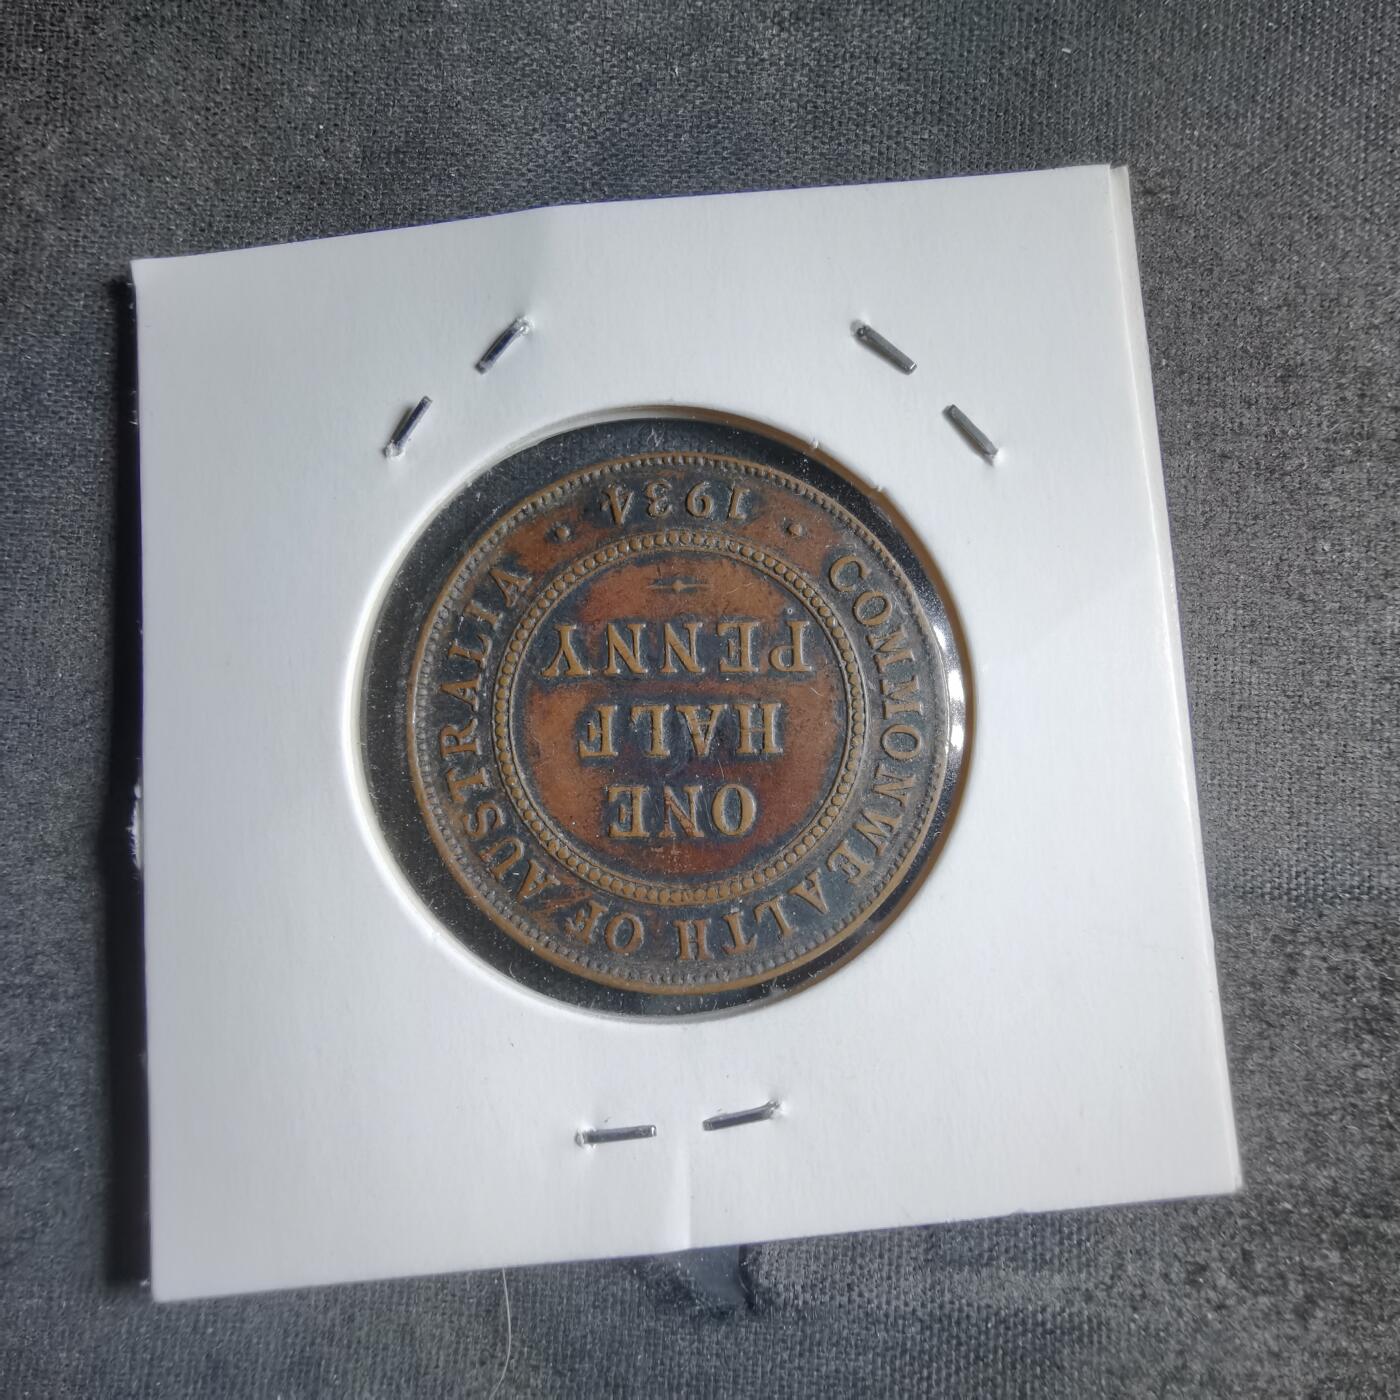 COMMONWEALTH OF AUSTRALIA
ONE
HALF
PENNY
1934